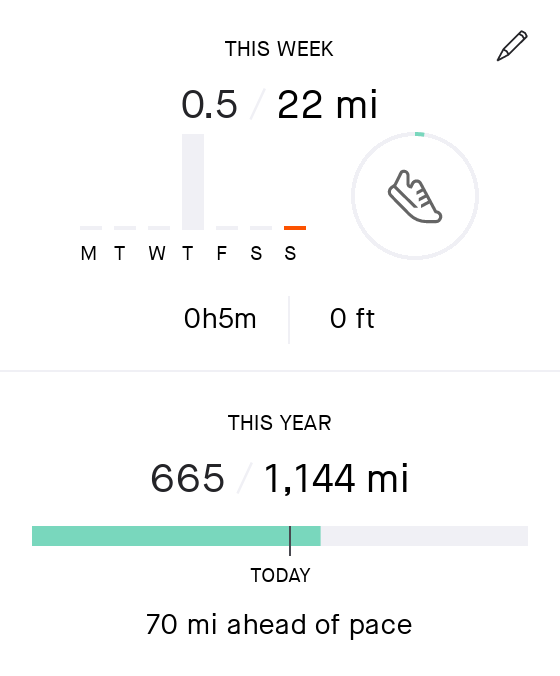 THIS WEEK
0.5 / 22 mi
M T W T F S S
0h5m 0 ft
THIS YEAR
665 / 1,144 mi
TODAY
70 mi ahead of pace